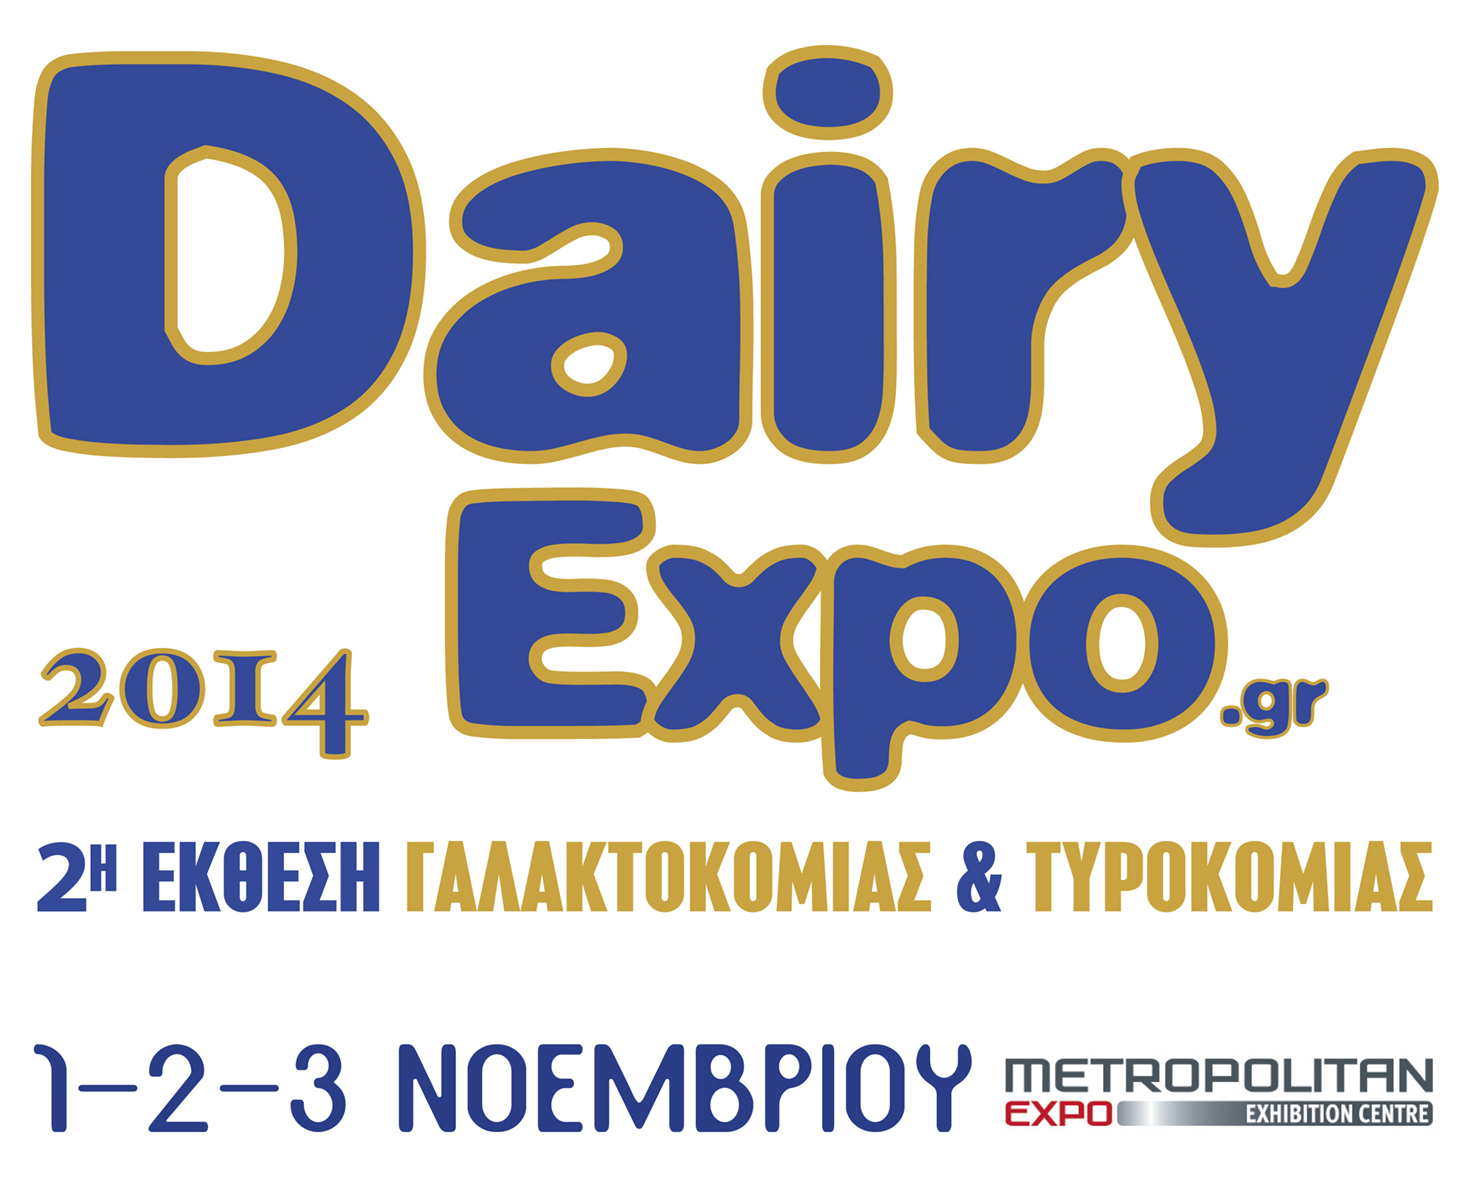 Dairy
2014 Expo.gr
2Η ΕΚΘΕΣΗ ΓΑΛΑΚΤΟΚΟΜΙΑΣ & ΤΥΡΟΚΟΜΙΑΣ
1-2-3 ΝΟΕΜΒΡΙΟΥ
METROPOLITAN
EXPO EXHIBITION CENTRE